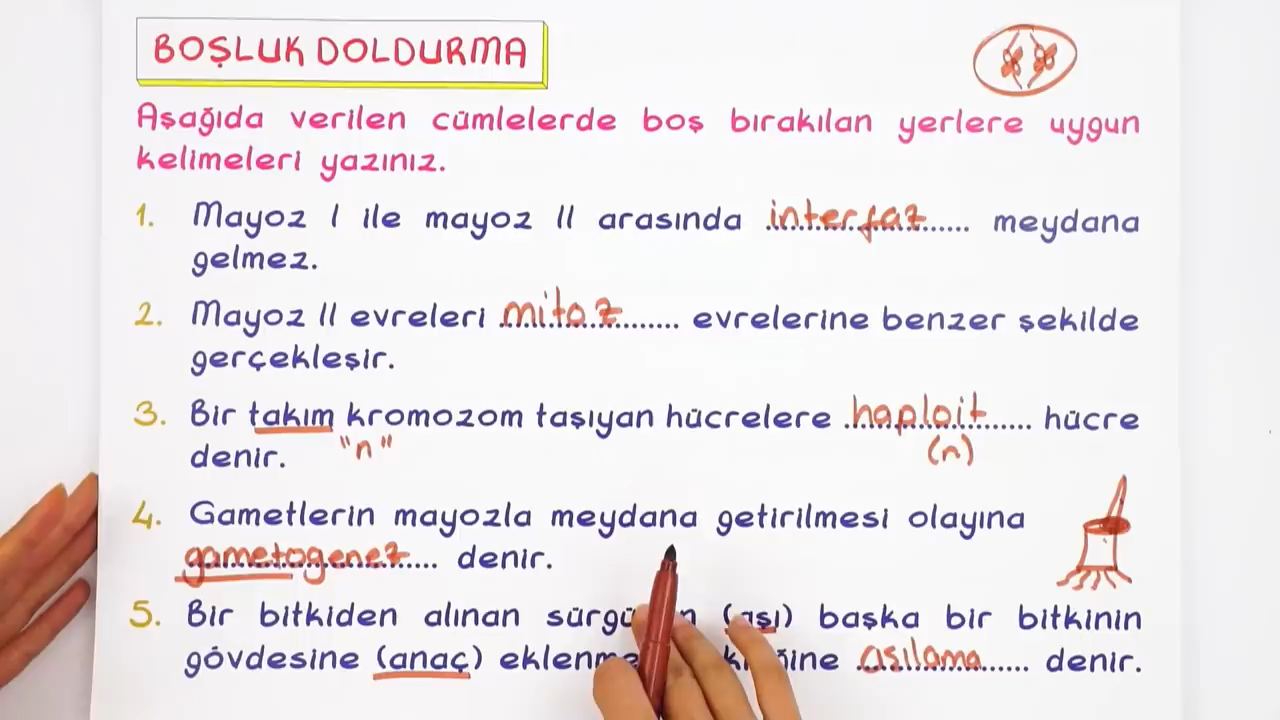 BOŞLUK DOLDURMA
Aşağıda verilen cümlelerde boş bırakılan yerlere uygun
kelimeleri yazınız.
1. Mayoz I ile mayoz II arasında interfaz meydana
gelmez.
2. Mayoz II evreleri mitoz evrelerine benzer şekilde
gerçekleşir.
3. Bir takım kromozom taşıyan hücrelere haploit hücre
denir. "n" (n)
4. Gametlerin mayozla meydana getirilmesi olayına
gametogenez denir.
5. Bir bitkiden alınan (aşı) başka bir bitkinin
gövdesine (anaç) aşılama denir.